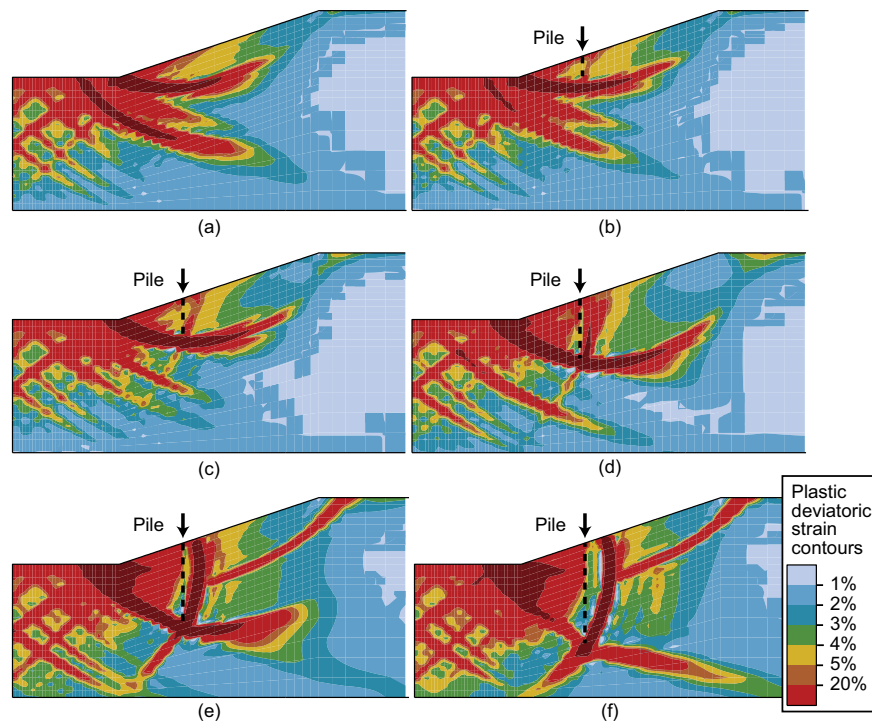 Pile
(a)
(b)
Pile
Pile
(c)
(d)
Pile
Pile
(e)
(f)
Plastic
deviatoric
strain
contours
1%
2%
3%
4%
5%
20%